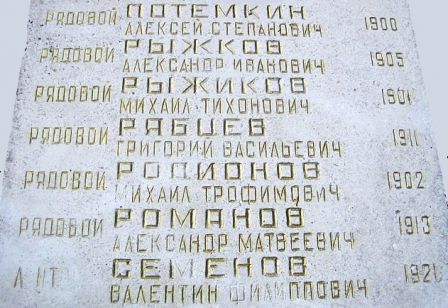 РЯДОВОЙ ПОТЕМКИН 1900
АЛЕКСЕЙ СТЕПАНОВИЧ
РЯДОВОЙ РЫЖКОВ 1905
АЛЕКСАНДР ИВАНОВИЧ
РЯДОВОЙ РЫЖИКОВ 1901
МИХАИЛ ТИХОНОВИЧ
РЯДОВОЙ РЯБЦЕВ 1911
ГРИГОРИЙ ВАСИЛЬЕВИЧ
РЯДОВОЙ РОДИОНОВ 1902
МИХАИЛ ТРОФИМОВИЧ
РЯДОВОЙ РОМАНОВ 1913
АЛЕКСАНДР МАТВЕЕВИЧ
СЕМЕНОВ 1921
ВАЛЕНТИН ФИЛИППОВИЧ